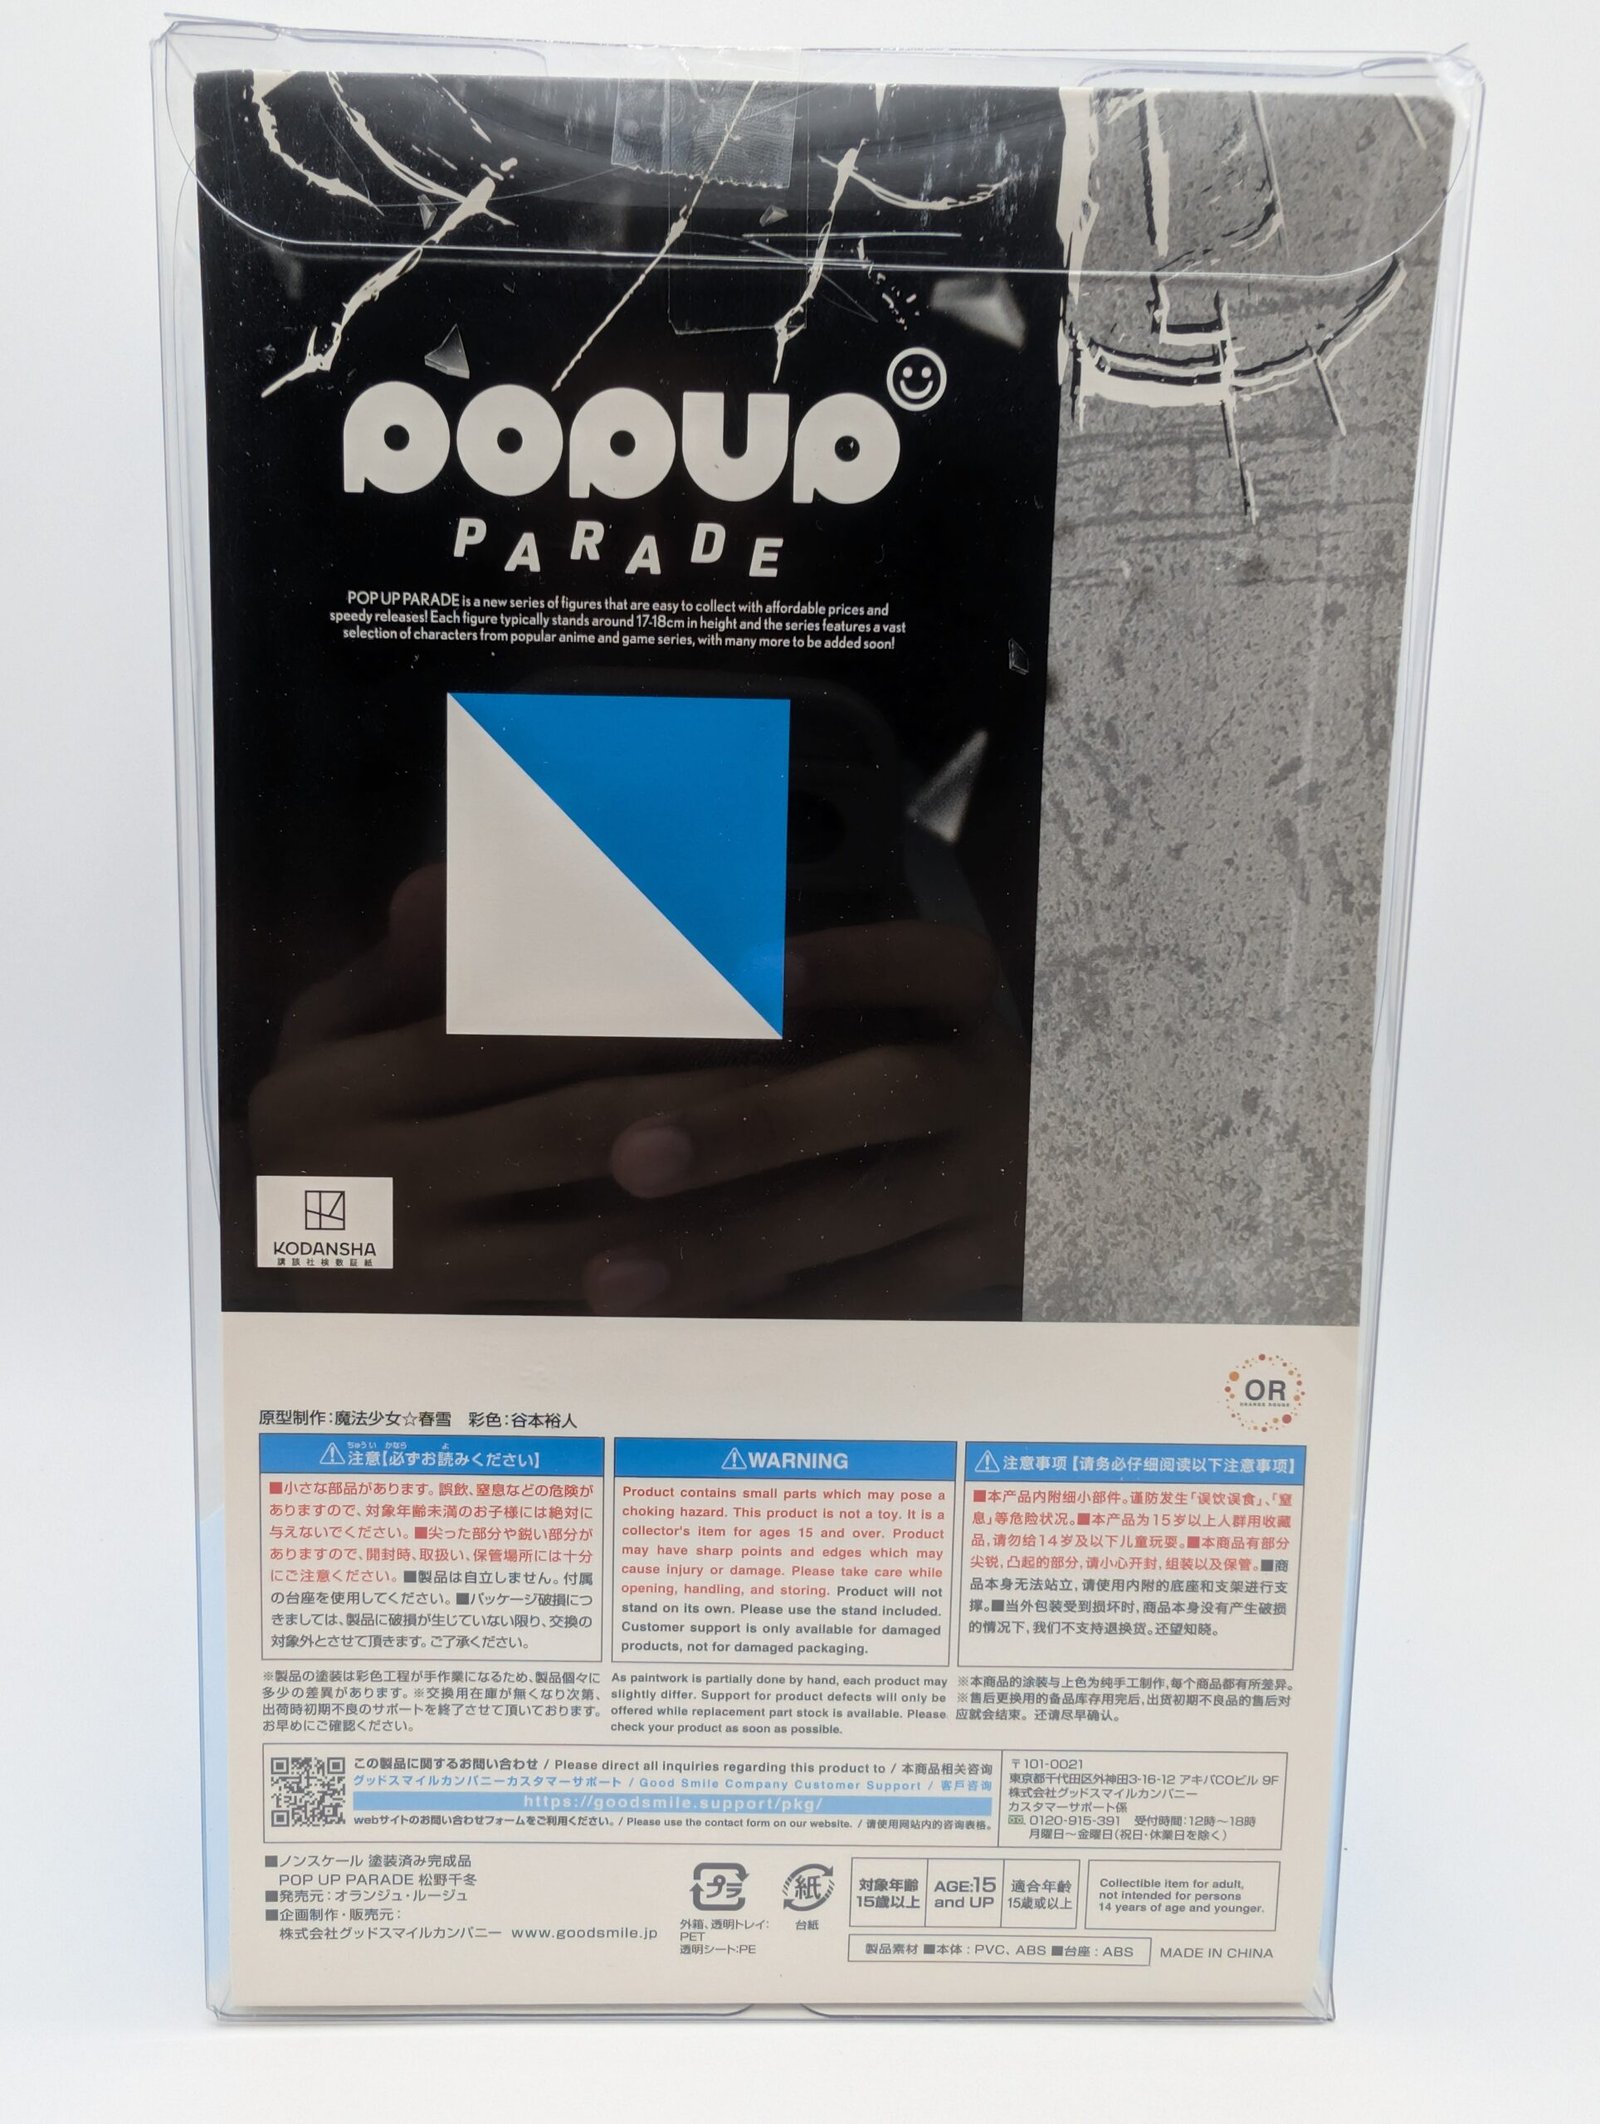 POPUP
PARADE
POP UP PARADE is a new series of figures that are easy to collect with affordable prices and
speedy releases! Each figure typically stands around 17-18cm in height and the series features a vast
selection of characters from popular anime and game series, with many more to be added soon!
KODANSHA
講談社検数証紙
OR
ORANGE ROUGE
原型制作：魔法少女☆春雪　彩色：谷本裕人
ちゅうい　かなら　よ
⚠注意【必ずお読みください】
■小さな部品があります。誤飲、窒息などの危険が
ありますので、対象年齢未満のお子様には絶対に
与えないでください。■尖った部分や鋭い部分が
ありますので、開封時、取扱い、保管場所には十分
にご注意ください。■製品は自立しません。付属
の台座を使用してください。■パッケージ破損につ
きましては、製品に破損が生じていない限り、交換の
対象外とさせて頂きます。ご了承ください。
⚠WARNING
Product contains small parts which may pose a
choking hazard. This product is not a toy. It is a
collector's item for ages 15 and over. Product
may have sharp points and edges which may
cause injury or damage. Please take care while
opening, handling, and storing. Product will not
stand on its own. Please use the stand included.
Customer support is only available for damaged
products, not for damaged packaging.
⚠注意事项【请务必仔细阅读以下注意事项】
■本产品内附细小部件。谨防发生「误饮误食」、「窒
息」等危险状况。■本产品为15岁以上人群用收藏
品，请勿给14岁及以下儿童玩耍。■本商品有部分
尖锐，凸起的部分，请小心开封，组装以及保管。■商
品本身无法站立，请使用内附的底座和支架进行支
撑。■当外包装受到损坏时，商品本身没有产生破损
的情况下，我们不支持退换货。还望知晓。
※製品の塗装は彩色工程が手作業になるため、製品個々に
多少の差異があります。※交換用在庫が無くなり次第、
出荷時初期不良のサポートを終了させて頂いております。
お早めにご確認ください。
As paintwork is partially done by hand, each product may
slightly differ. Support for product defects will only be
offered while replacement part stock is available. Please
check your product as soon as possible.
※本商品的涂装与上色为纯手工制作，每个商品都有所差异。
※售后更换用的备品库存用完后，出货初期不良品的售后对
应就会结束。还请尽早确认。
この製品に関するお問い合わせ / Please direct all inquiries regarding this product to / 本商品相关咨询
グッドスマイルカンパニーカスタマーサポート / Good Smile Company Customer Support / 客戶咨询
https://goodsmile.support/pkg/
webサイトのお問い合わせフォームをご利用ください。/ Please use the contact form on our website. / 请使用网站内的咨询表格。
〒101-0021
東京都千代田区外神田3-16-12 アキバCOビル 9F
株式会社グッドスマイルカンパニー
カスタマーサポート係
0120-915-391　受付時間：12時～18時
月曜日～金曜日（祝日・休業日を除く）
■ノンスケール 塗装済み完成品
POP UP PARADE 松野千冬
■発売元：オランジュ・ルージュ
■企画制作・販売元：
株式会社グッドスマイルカンパニー www.goodsmile.jp
プラ
外箱、透明トレイ：
PET
透明シート：PE
紙
台紙
対象年齢
15歳以上
AGE:15
and UP
適合年齡
15歳或以上
Collectible item for adult,
not intended for persons
14 years of age and younger.
製品素材 ■本体：PVC、ABS ■台座：ABS
MADE IN CHINA